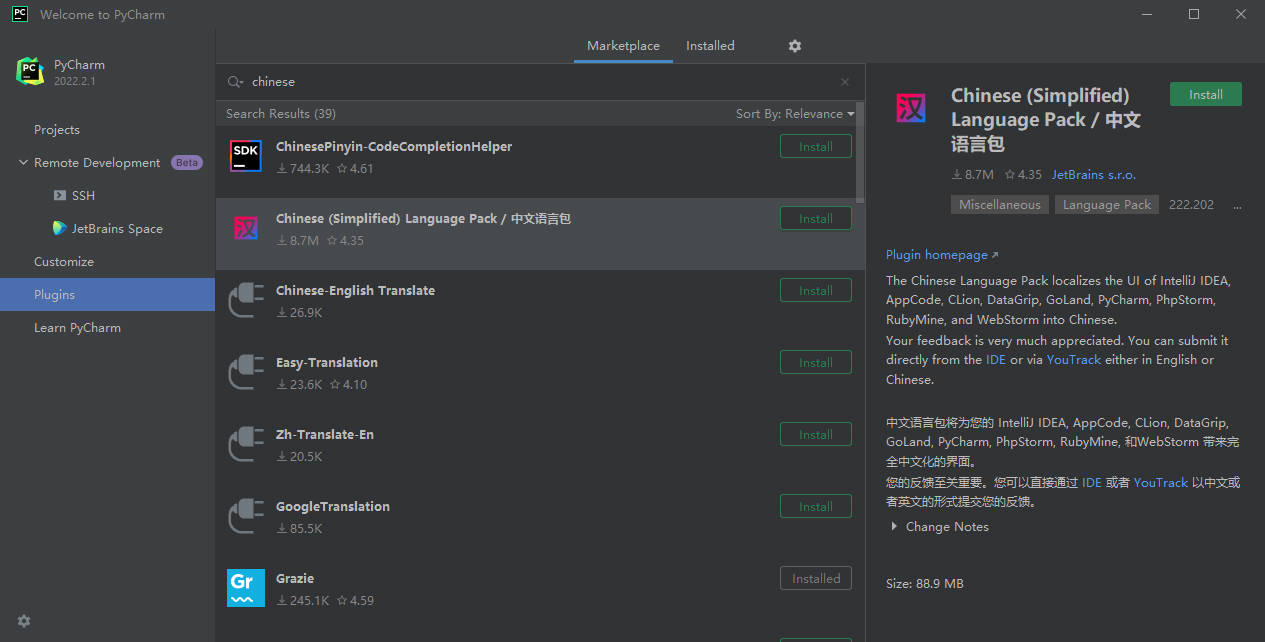 PC Welcome to PyCharm
PC PyCharm
2022.2.1
Projects
Remote Development Beta
SSH
JetBrains Space
Customize
Plugins
Learn PyCharm
Marketplace Installed
chinese
Search Results (39) Sort By: Relevance
SDK ChinesePinyin-CodeCompletionHelper Install
744.3K 4.61
汉 Chinese (Simplified) Language Pack / 中文语言包 Install
8.7M 4.35
Chinese-English Translate Install
26.9K
Easy-Translation Install
23.6K 4.10
Zh-Translate-En Install
20.5K
GoogleTranslation Install
85.5K
Gr Grazie Installed
245.1K 4.59
汉 Chinese (Simplified) Install
Language Pack / 中文
语言包
8.7M 4.35 JetBrains s.r.o.
Miscellaneous Language Pack 222.202 ...
Plugin homepage
The Chinese Language Pack localizes the UI of IntelliJ IDEA,
AppCode, CLion, DataGrip, GoLand, PyCharm, PhpStorm,
RubyMine, and WebStorm into Chinese.
Your feedback is very much appreciated. You can submit it
directly from the IDE or via YouTrack either in English or
Chinese.
中文语言包将为您的 IntelliJ IDEA, AppCode, CLion, DataGrip,
GoLand, PyCharm, PhpStorm, RubyMine, 和WebStorm 带来完
全中文化的界面。
您的反馈至关重要。您可以直接通过 IDE 或者 YouTrack 以中文或
者英文的形式提交您的反馈。
Change Notes
Size: 88.9 MB